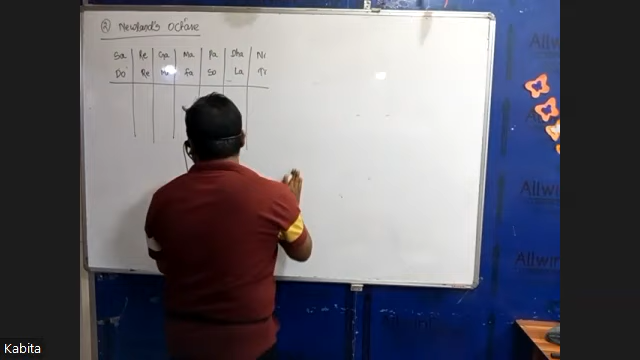 ② Newland's Octave
Sa Re Ga Ma Pa Dha Ni
Do Re Mi Fa So La Ti
Allwin
Allwin
Allwin
Kabita